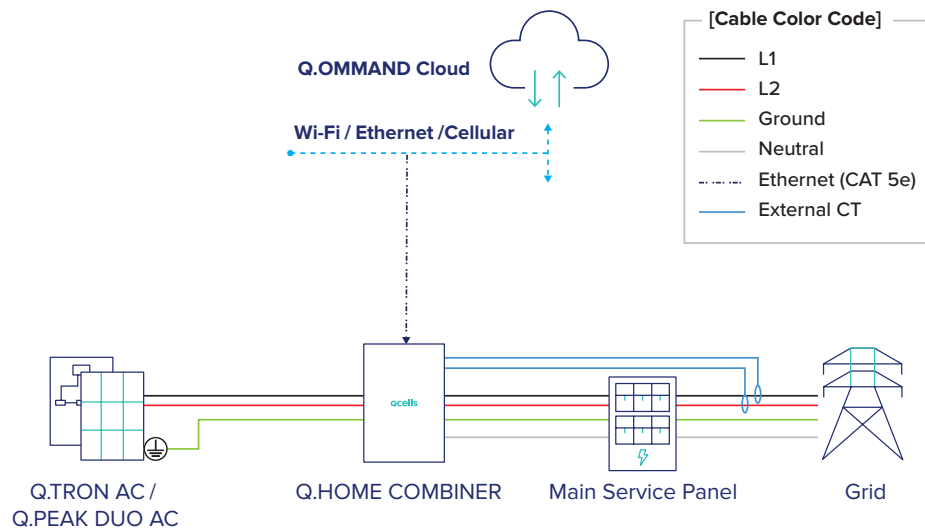 [Cable Color Code]
L1
L2
Ground
Neutral
Ethernet (CAT 5e)
External CT
Q.OMMAND Cloud
Wi-Fi / Ethernet /Cellular
qcells
Q.TRON AC /
Q.PEAK DUO AC
Q.HOME COMBINER
Main Service Panel
Grid